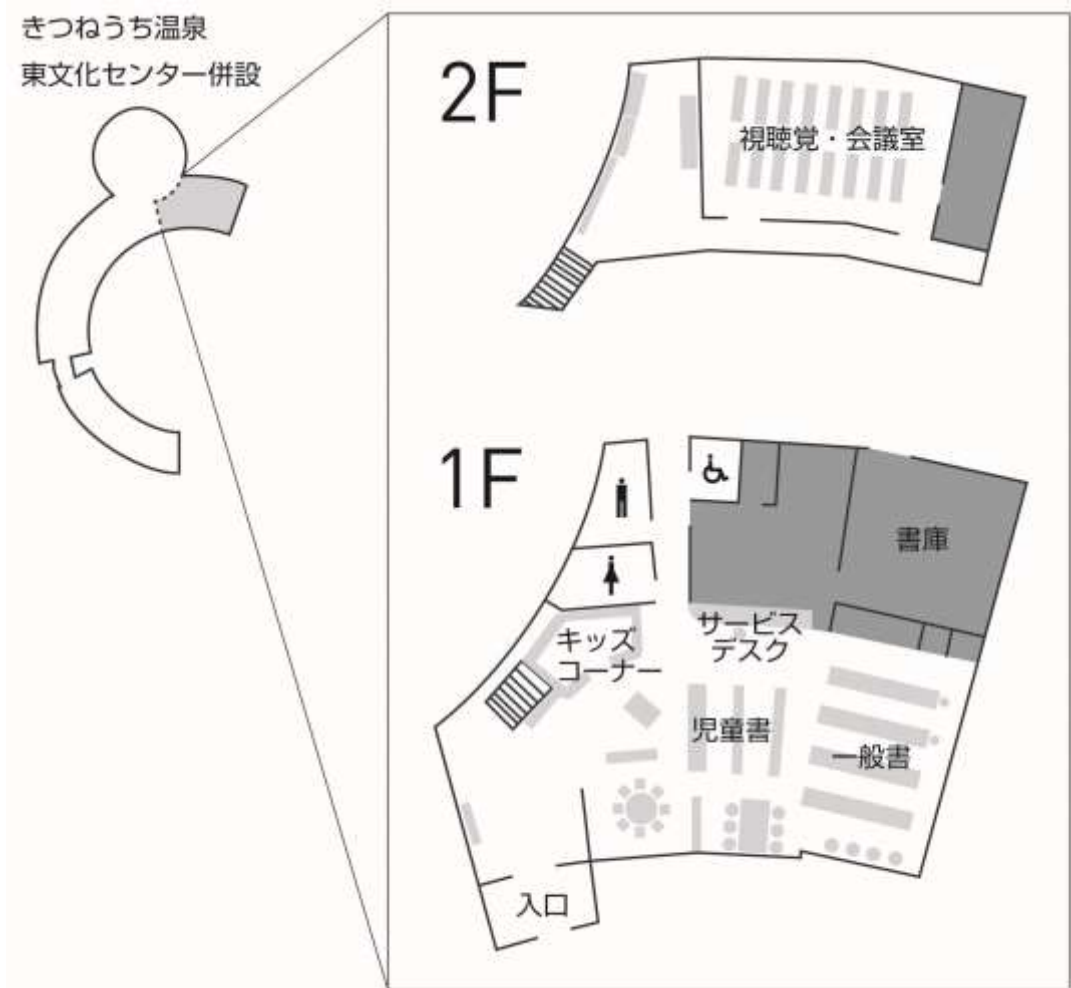 きつねうち温泉
東文化センター併設
2F
視聴覚・会議室
1F
書庫
キッズ
コーナー
サービス
デスク
児童書
一般書
入口